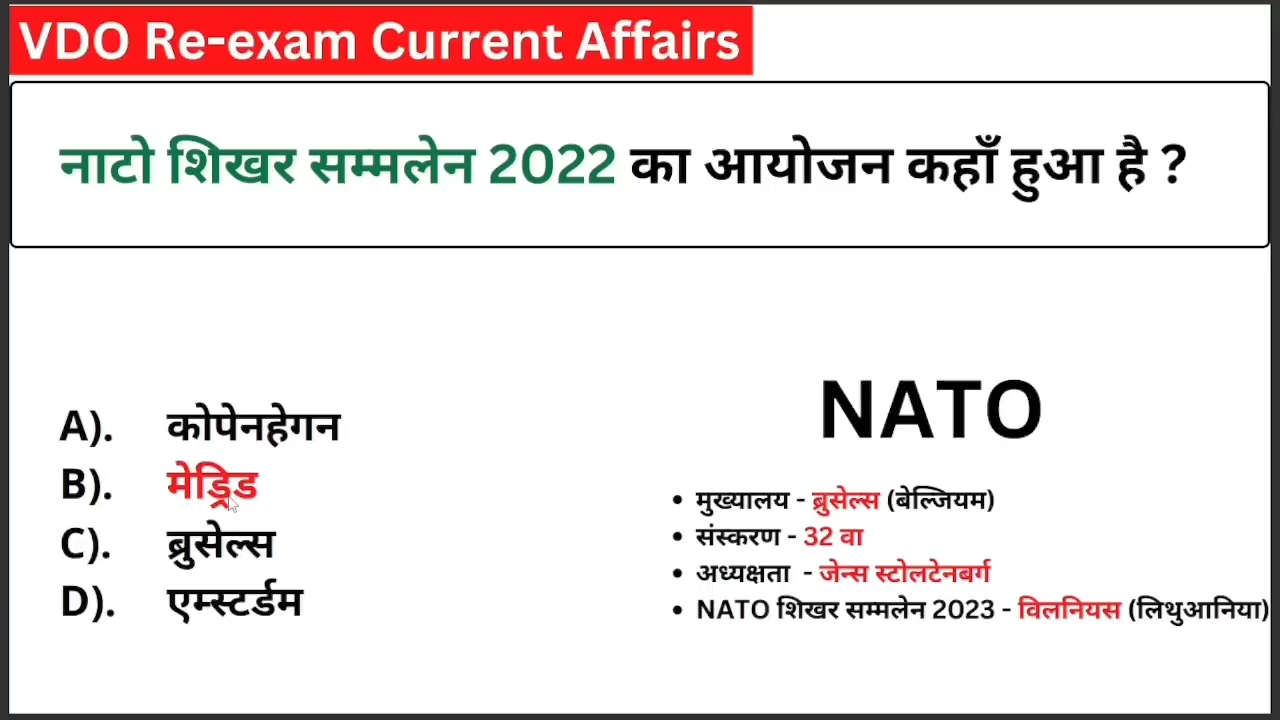 VDO Re-exam Current Affairs
नाटो शिखर सम्मलेन 2022 का आयोजन कहाँ हुआ है ?
A). कोपेनहेगन
B). मेड्रिड
C). ब्रुसेल्स
D). एम्स्टर्डम
NATO
• मुख्यालय - ब्रुसेल्स (बेल्जियम)
• संस्करण - 32 वा
• अध्यक्षता - जेन्स स्टोलटेनबर्ग
• NATO शिखर सम्मलेन 2023 - विलनियस (लिथुआनिया)